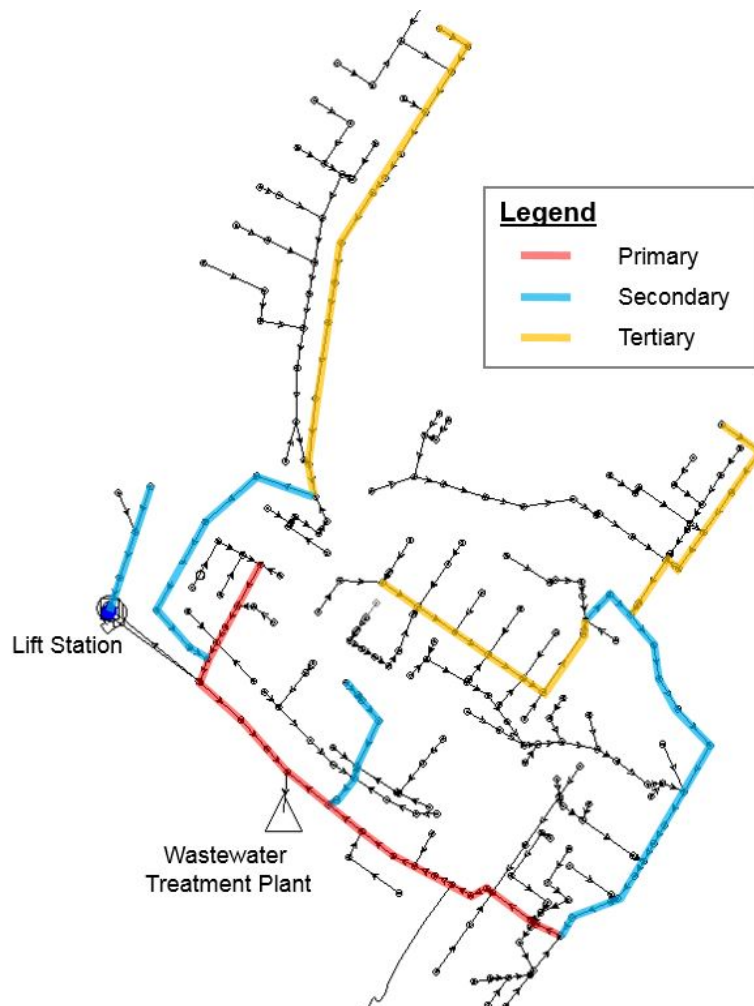 Legend
Primary
Secondary
Tertiary
Lift Station
Wastewater
Treatment Plant